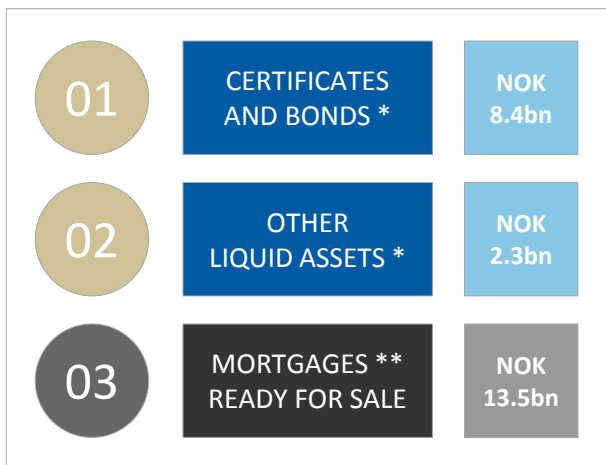 01
CERTIFICATES
AND BONDS *
NOK
8.4bn
02
OTHER
LIQUID ASSETS *
NOK
2.3bn
03
MORTGAGES **
READY FOR SALE
NOK
13.5bn